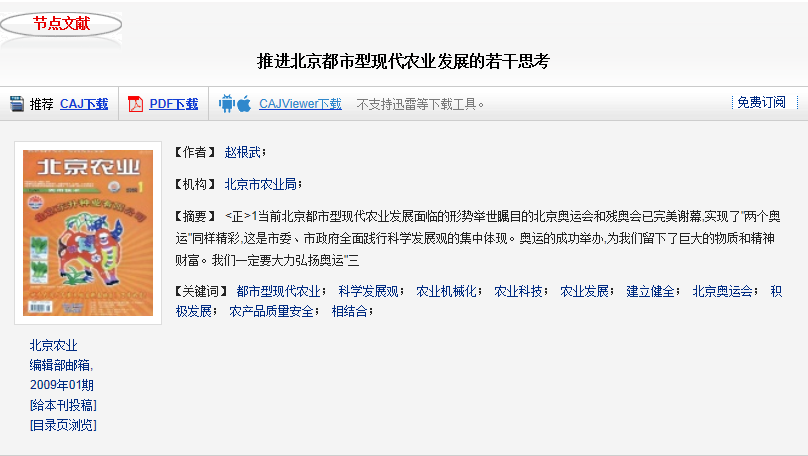 节点文献
推进北京都市型现代农业发展的若干思考
推荐 CAJ下载 PDF下载 CAJViewer下载 不支持迅雷等下载工具。 免费订阅
北京农业
【作者】 赵根武；
【机构】 北京市农业局；
【摘要】 <正>1当前北京都市型现代农业发展面临的形势举世瞩目的北京奥运会和残奥会已完美谢幕,实现了"两个奥
运"同样精彩,这是市委、市政府全面践行科学发展观的集中体现。奥运的成功举办,为我们留下了巨大的物质和精神
财富。我们一定要大力弘扬奥运"三
【关键词】 都市型现代农业； 科学发展观； 农业机械化； 农业科技； 农业发展； 建立健全； 北京奥运会； 积
极发展； 农产品质量安全； 相结合；
北京农业
编辑部邮箱,
2009年01期
[给本刊投稿]
[目录页浏览]